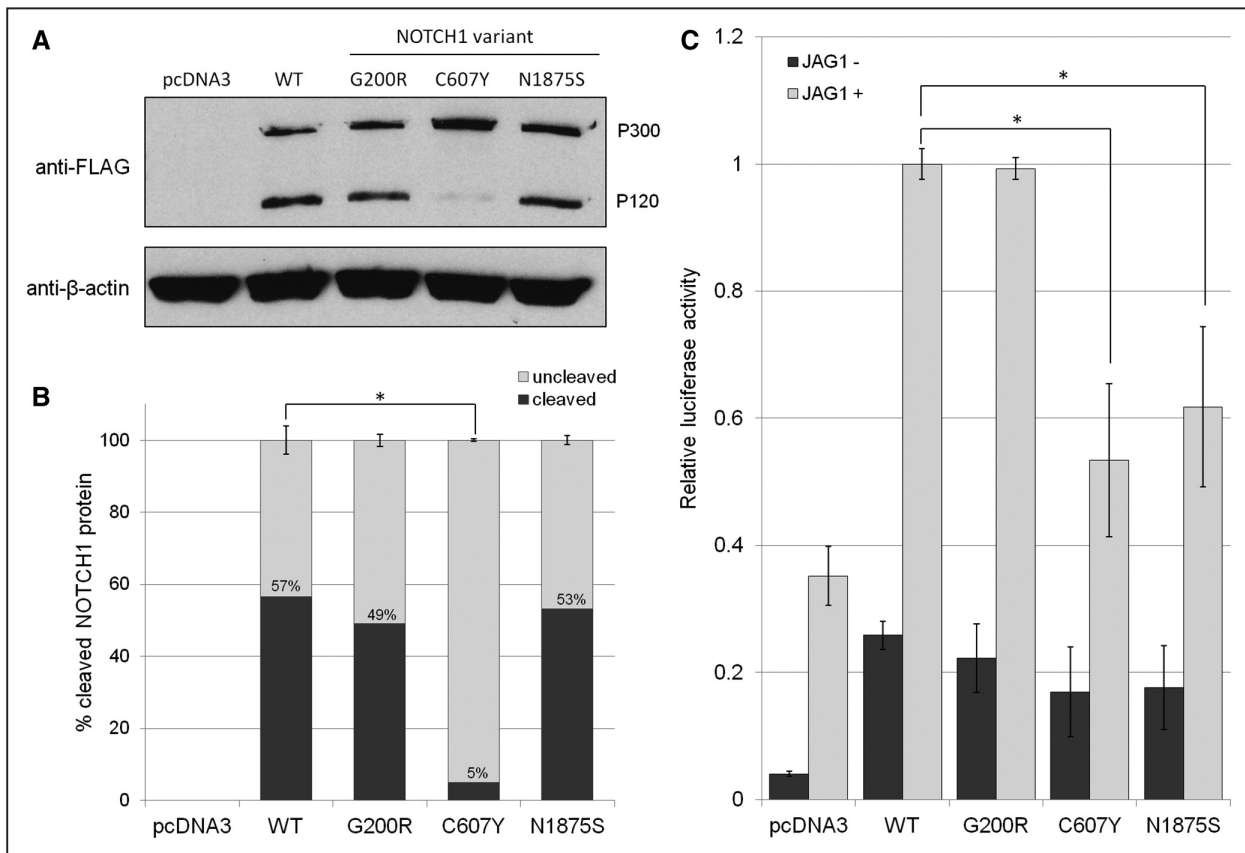 A
NOTCH1 variant
pcDNA3 WT G200R C607Y N1875S
anti-FLAG
P300
P120
anti-β-actin
B
uncleaved
cleaved
*
% cleaved NOTCH1 protein
100
80
60
40
20
0
57%
49%
5%
53%
pcDNA3 WT G200R C607Y N1875S
C
JAG1 -
JAG1 +
*
*
Relative luciferase activity
1.2
1
0.8
0.6
0.4
0.2
0
pcDNA3 WT G200R C607Y N1875S